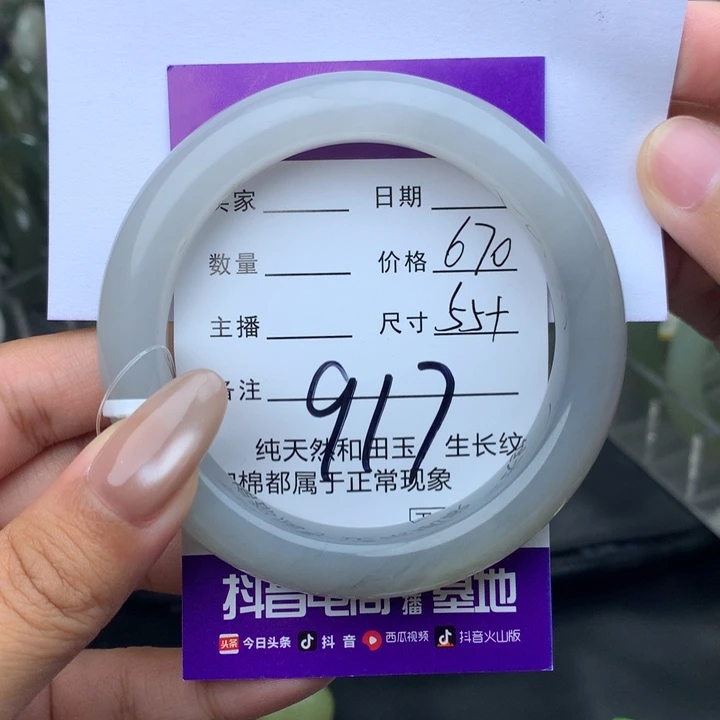 家 日期
数量 价格 670
主播 尺寸 55+
备注 917
纯天然和田玉 生长纹
棉都属于正常现象
抖音电商直播基地
头条 今日头条 抖音 西瓜视频 抖音火山版